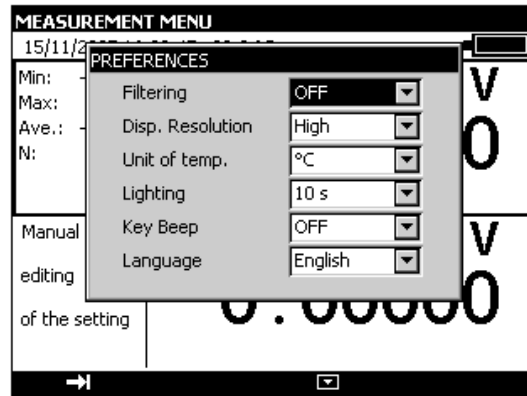 MEASUREMENT MENU
15/11/2
PREFERENCES
Min: -
Max:
Ave.: -
N:
Filtering OFF
Disp. Resolution High
Unit of temp. °C
Lighting 10 s
Key Beep OFF
Language English
V
0
Manual
editing
of the setting
V
0.00000